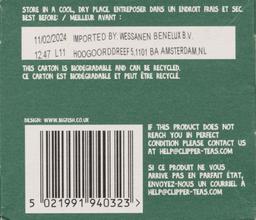 STORE IN A COOL, DRY PLACE. ENTREPOSER DANS UN ENDROIT FRAIS ET SEC.
BEST BEFORE / MEILLEUR AVANT :
11/02/2024 IMPORTED BY: WESSANEN BENELUX B.V.
12:47 L11 HOOGOORDDREEF 5,1101 BA AMSTERDAM,NL
THIS CARTON IS BIODEGRADABLE AND CAN BE RECYCLED.
CE CARTON EST BIODÉGRADABLE ET PEUT ÊTRE RECYCLÉ.
DESIGN: WWW.BIGFISH.CO.UK
5 021991 940323 >
IF THIS PRODUCT DOES
NOT REACH YOU IN PERFECT
CONDITION PLEASE
CONTACT US AT
HELP@CLIPPER-TEAS.COM
SI CE PRODUIT NE VOUS
ARRIVE PAS EN PARFAIT
ÉTAT, ENVOYEZ-NOUS
UN COURRIEL À
HELP@CLIPPER-TEAS.COM